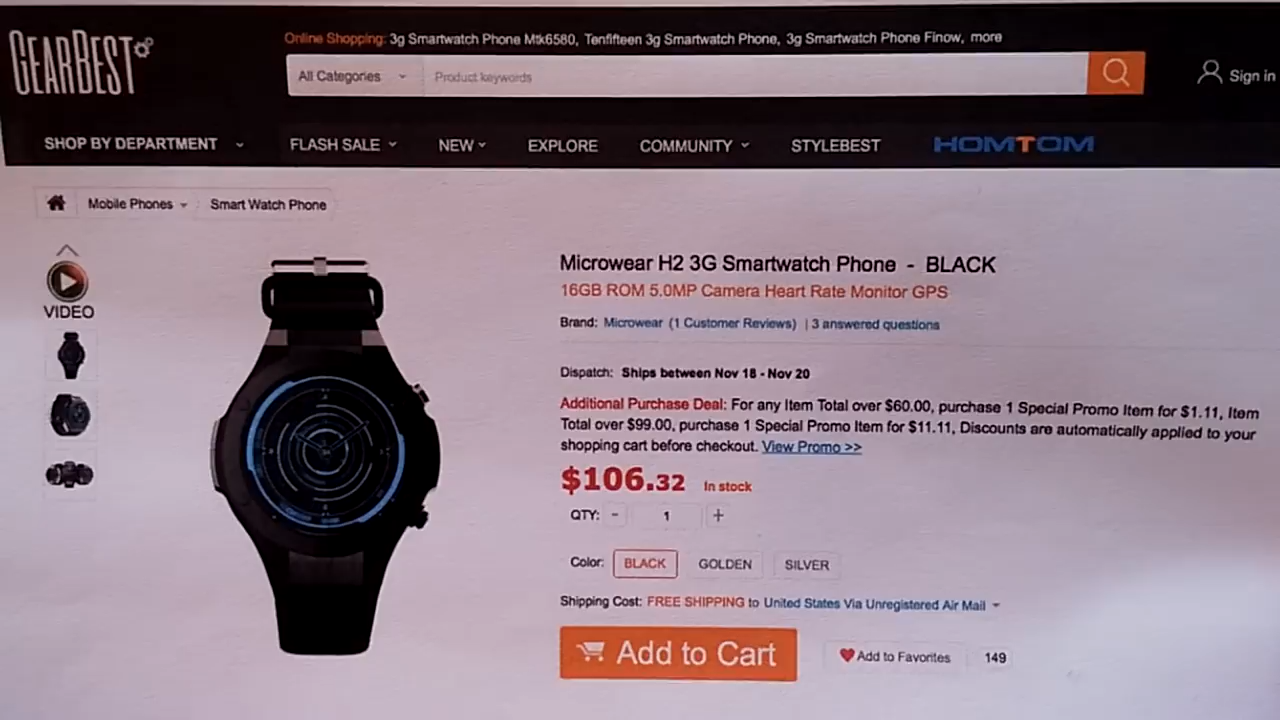 GEARBEST
Online Shopping: 3g Smartwatch Phone Mtk6580, Tenfifteen 3g Smartwatch Phone, 3g Smartwatch Phone Finow, more
All Categories
Product keywords
Sign in
SHOP BY DEPARTMENT
FLASH SALE
NEW
EXPLORE
COMMUNITY
STYLEBEST
HOMTOM
Mobile Phones
Smart Watch Phone
VIDEO
Microwear H2 3G Smartwatch Phone - BLACK
16GB ROM 5.0MP Camera Heart Rate Monitor GPS
Brand: Microwear (1 Customer Reviews) | 3 answered questions
Dispatch: Ships between Nov 18 - Nov 20
Additional Purchase Deal: For any Item Total over $60.00, purchase 1 Special Promo Item for $1.11, Item
Total over $99.00, purchase 1 Special Promo Item for $11.11, Discounts are automatically applied to your
shopping cart before checkout. View Promo >>
$106.32 In stock
QTY: - 1 +
Color: BLACK GOLDEN SILVER
Shipping Cost: FREE SHIPPING to United States Via Unregistered Air Mail
Add to Cart
Add to Favorites 149